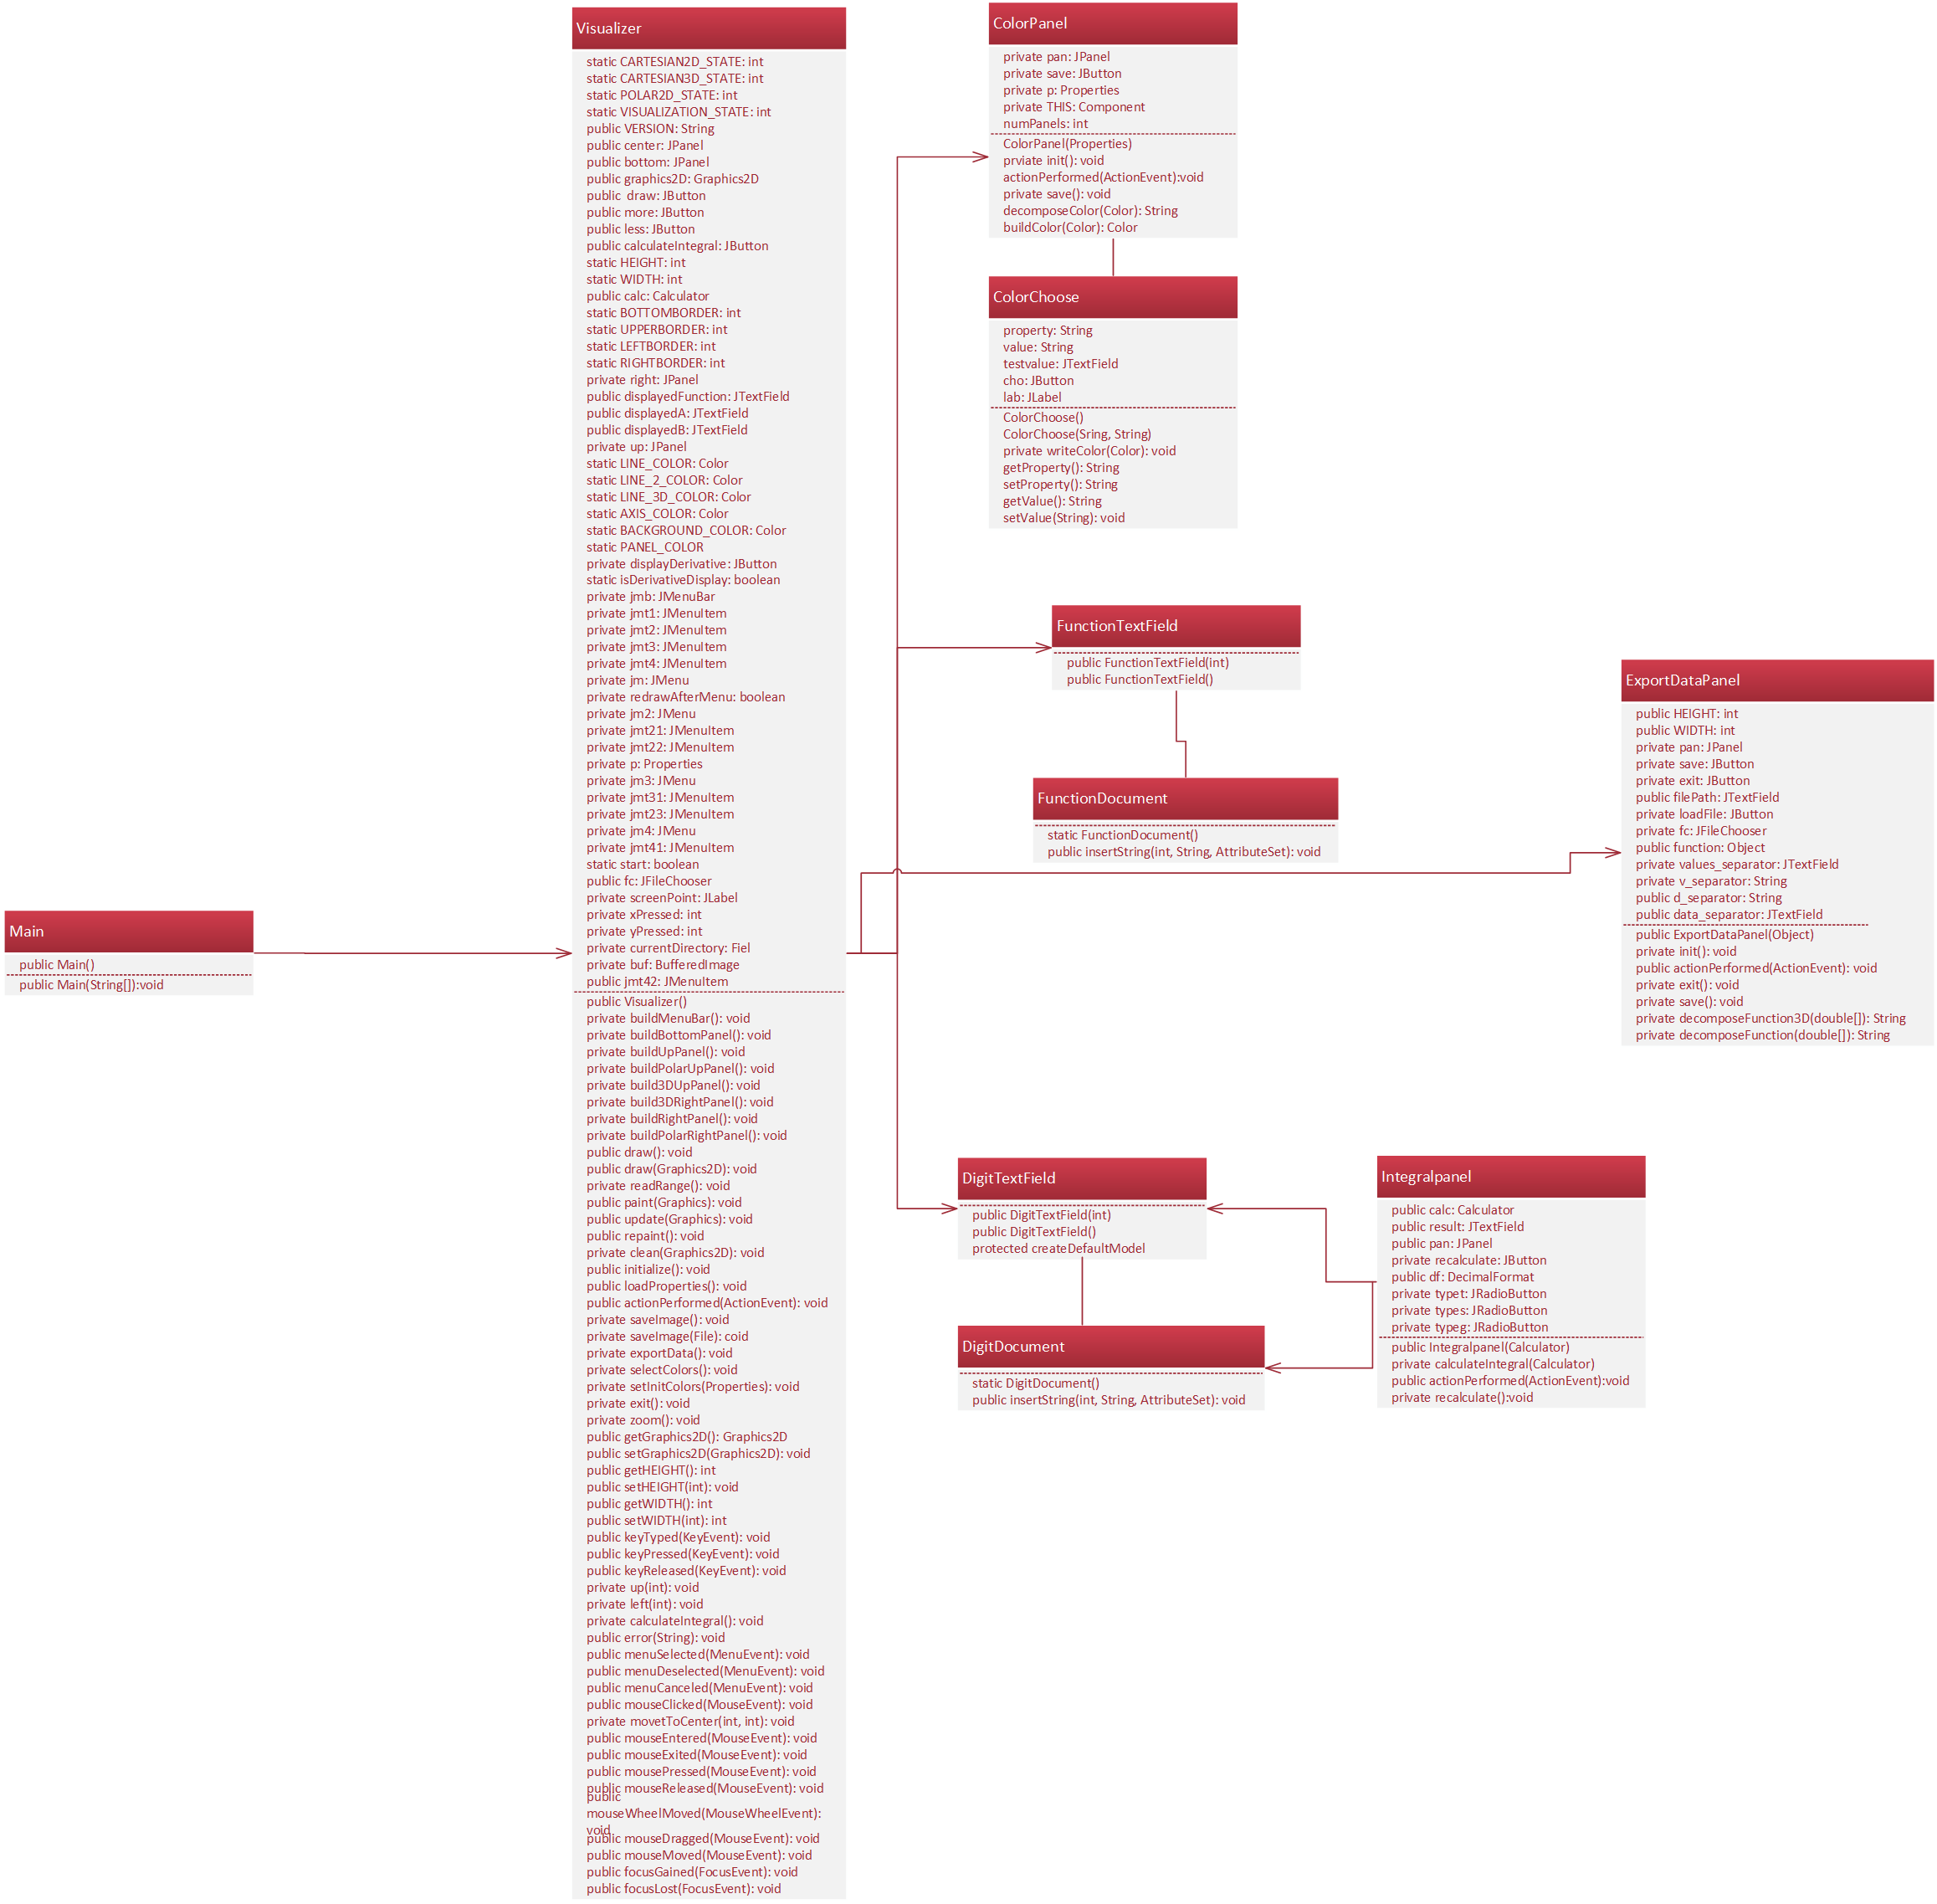 Main
public Main()
public Main(String[]):void
Visualizer
static CARTESIAN2D_STATE: int
static CARTESIAN3D_STATE: int
static POLAR2D_STATE: int
static VISUALIZATION_STATE: int
public VERSION: String
public center: JPanel
public bottom: JPanel
public graphics2D: Graphics2D
public  draw: JButton
public more: JButton
public less: JButton
public calculateIntegral: JButton
static HEIGHT: int
static WIDTH: int
public calc: Calculator
static BOTTOMBORDER: int
static UPPERBORDER: int
static LEFTBORDER: int
static RIGHTBORDER: int
private right: JPanel
public displayedFunction: JTextField
public displayedA: JTextField
public displayedB: JTextField
private up: JPanel
static LINE_COLOR: Color
static LINE_2_COLOR: Color
static LINE_3D_COLOR: Color
static AXIS_COLOR: Color
static BACKGROUND_COLOR: Color
static PANEL_COLOR
private displayDerivative: JButton
static isDerivativeDisplay: boolean
private jmb: JMenuBar
private jmt1: JMenuItem
private jmt2: JMenuItem
private jmt3: JMenuItem
private jmt4: JMenuItem
private jm: JMenu
private redrawAfterMenu: boolean
private jm2: JMenu
private jmt21: JMenuItem
private jmt22: JMenuItem
private p: Properties
private jm3: JMenu
private jmt31: JMenuItem
private jmt23: JMenuItem
private jm4: JMenu
private jmt41: JMenuItem
static start: boolean
public fc: JFileChooser
private screenPoint: JLabel
private xPressed: int
private yPressed: int
private currentDirectory: Fiel
private buf: BufferedImage
public jmt42: JMenuItem
public Visualizer()
private buildMenuBar(): void
private buildBottomPanel(): void
private buildUpPanel(): void
private buildPolarUpPanel(): void
private build3DUpPanel(): void
private build3DRightPanel(): void
private buildRightPanel(): void
private buildPolarRightPanel(): void
public draw(): void
public draw(Graphics2D): void
private readRange(): void
public paint(Graphics): void
public update(Graphics): void
public repaint(): void
private clean(Graphics2D): void
public initialize(): void
public loadProperties(): void
public actionPerformed(ActionEvent): void
private saveImage(): void
private saveImage(File): coid
private exportData(): void
private selectColors(): void
private setInitColors(Properties): void
private exit(): void
private zoom(): void
public getGraphics2D(): Graphics2D
public setGraphics2D(Graphics2D): void
public getHEIGHT(): int
public setHEIGHT(int): void
public getWIDTH(): int
public setWIDTH(int): int
public keyTyped(KeyEvent): void
public keyPressed(KeyEvent): void
public keyReleased(KeyEvent): void
private up(int): void
private left(int): void
private calculateIntegral(): void
public error(String): void
public menuSelected(MenuEvent): void
public menuDeselected(MenuEvent): void
public menuCanceled(MenuEvent): void
public mouseClicked(MouseEvent): void
private movetToCenter(int, int): void
public mouseEntered(MouseEvent): void
public mouseExited(MouseEvent): void
public mousePressed(MouseEvent): void
public mouseReleased(MouseEvent): void
public
mouseWheelMoved(MouseWheelEvent):
void
public mouseDragged(MouseEvent): void
public mouseMoved(MouseEvent): void
public focusGained(FocusEvent): void
public focusLost(FocusEvent): void
ColorPanel
private pan: JPanel
private save: JButton
private p: Properties
private THIS: Component
numPanels: int
ColorPanel(Properties)
prviate init(): void
actionPerformed(ActionEvent):void
private save(): void
decomposeColor(Color): String
buildColor(Color): Color
ColorChoose
property: String
value: String
testvalue: JTextField
cho: JButton
lab: JLabel
ColorChoose()
ColorChoose(Sring, String)
private writeColor(Color): void
getProperty(): String
setProperty(): String
getValue(): String
setValue(String): void
FunctionTextField
public FunctionTextField(int)
public FunctionTextField()
FunctionDocument
static FunctionDocument()
public insertString(int, String, AttributeSet): void
ExportDataPanel
public HEIGHT: int
public WIDTH: int
private pan: JPanel
private save: JButton
private exit: JButton
public filePath: JTextField
private loadFile: JButton
private fc: JFileChooser
public function: Object
private values_separator: JTextField
private v_separator: String
public d_separator: String
public data_separator: JTextField
public ExportDataPanel(Object)
private init(): void
public actionPerformed(ActionEvent): void
private exit(): void
private save(): void
private decomposeFunction3D(double[]): String
private decomposeFunction(double[]): String
DigitTextField
public DigitTextField(int)
public DigitTextField()
protected createDefaultModel
DigitDocument
static DigitDocument()
public insertString(int, String, AttributeSet): void
Integralpanel
public calc: Calculator
public result: JTextField
public pan: JPanel
private recalculate: JButton
public df: DecimalFormat
private typet: JRadioButton
private types: JRadioButton
private typeg: JRadioButton
public Integralpanel(Calculator)
private calculateIntegral(Calculator)
public actionPerformed(ActionEvent):void
private recalculate():void